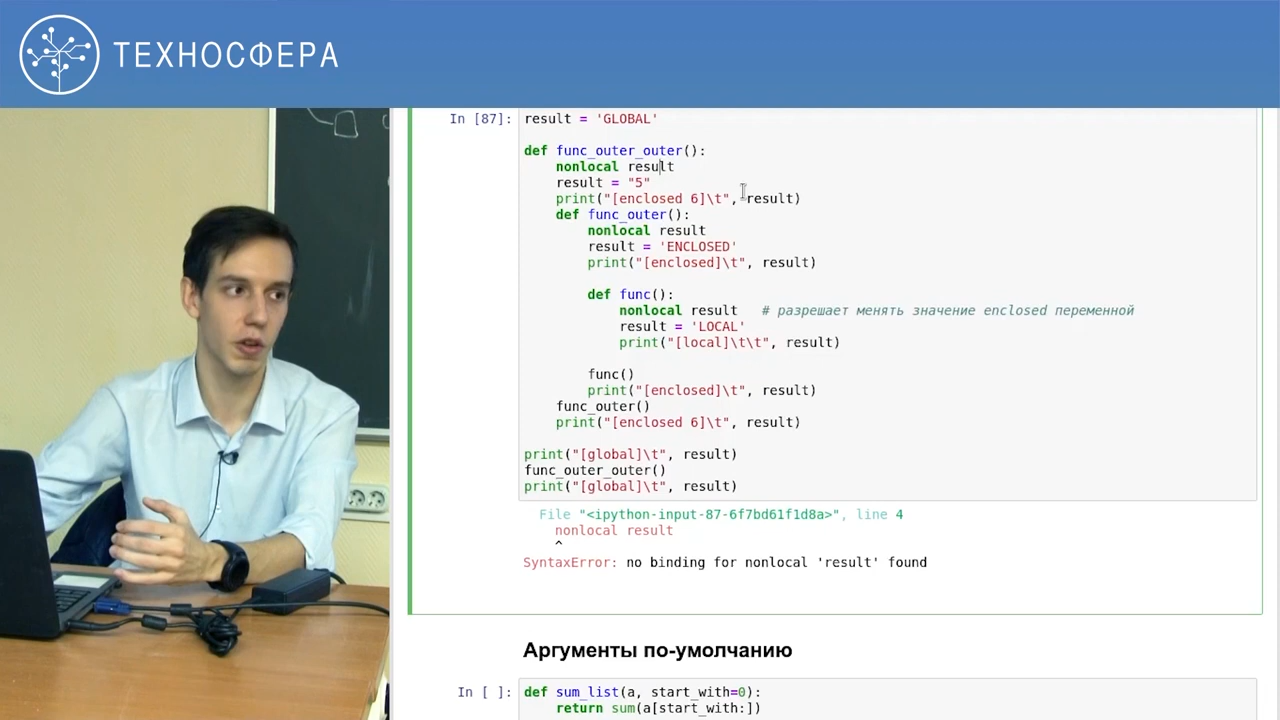 ТЕХНОСФЕРА
In [87]: result = 'GLOBAL'
def func_outer_outer():
nonlocal result
result = "5"
print("[enclosed 6]\t", result)
def func_outer():
nonlocal result
result = 'ENCLOSED'
print("[enclosed]\t", result)
def func():
nonlocal result # разрешает менять значение enclosed переменной
result = 'LOCAL'
print("[local]\t\t", result)
func()
print("[enclosed]\t", result)
func_outer()
print("[enclosed 6]\t", result)
print("[global]\t", result)
func_outer_outer()
print("[global]\t", result)
File "<ipython-input-87-6f7bd61f1d8a>", line 4
nonlocal result
^
SyntaxError: no binding for nonlocal 'result' found
Аргументы по-умолчанию
In [ ]: def sum_list(a, start_with=0):
return sum(a[start_with:])